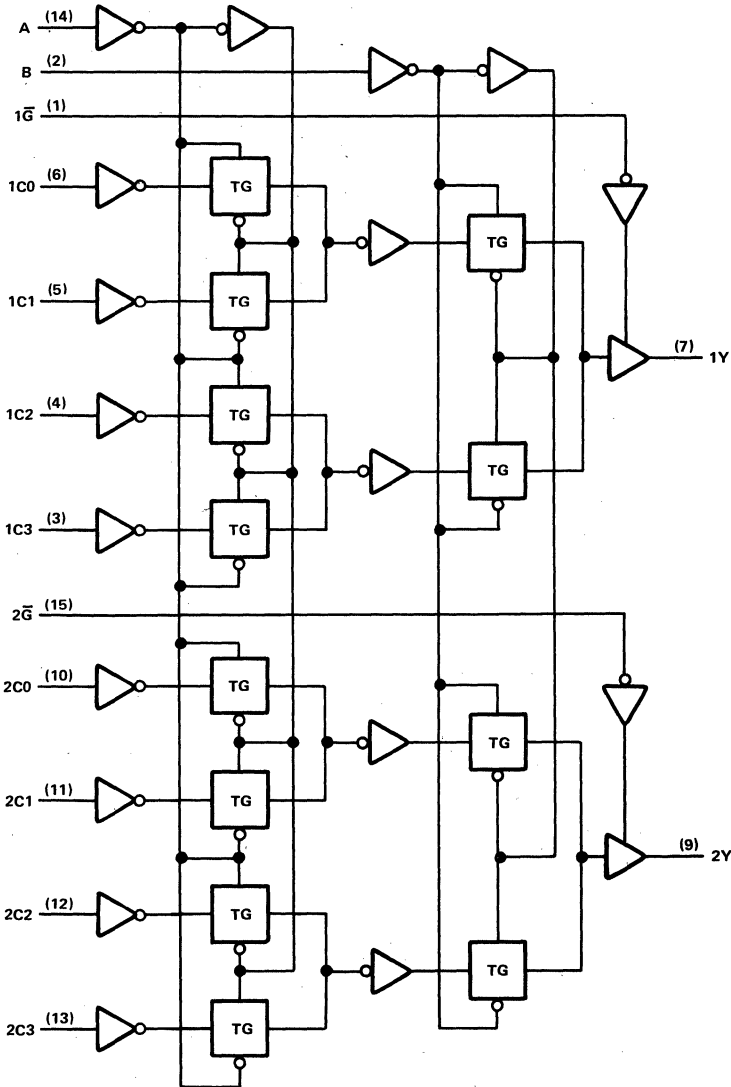 A (14)
B (2)
1G̅ (1)
1C0 (6)
TG
TG
1C1 (5)
TG
(7) 1Y
1C2 (4)
TG
TG
1C3 (3)
TG
2G̅ (15)
2C0 (10)
TG
TG
2C1 (11)
TG
(9) 2Y
2C2 (12)
TG
TG
2C3 (13)
TG